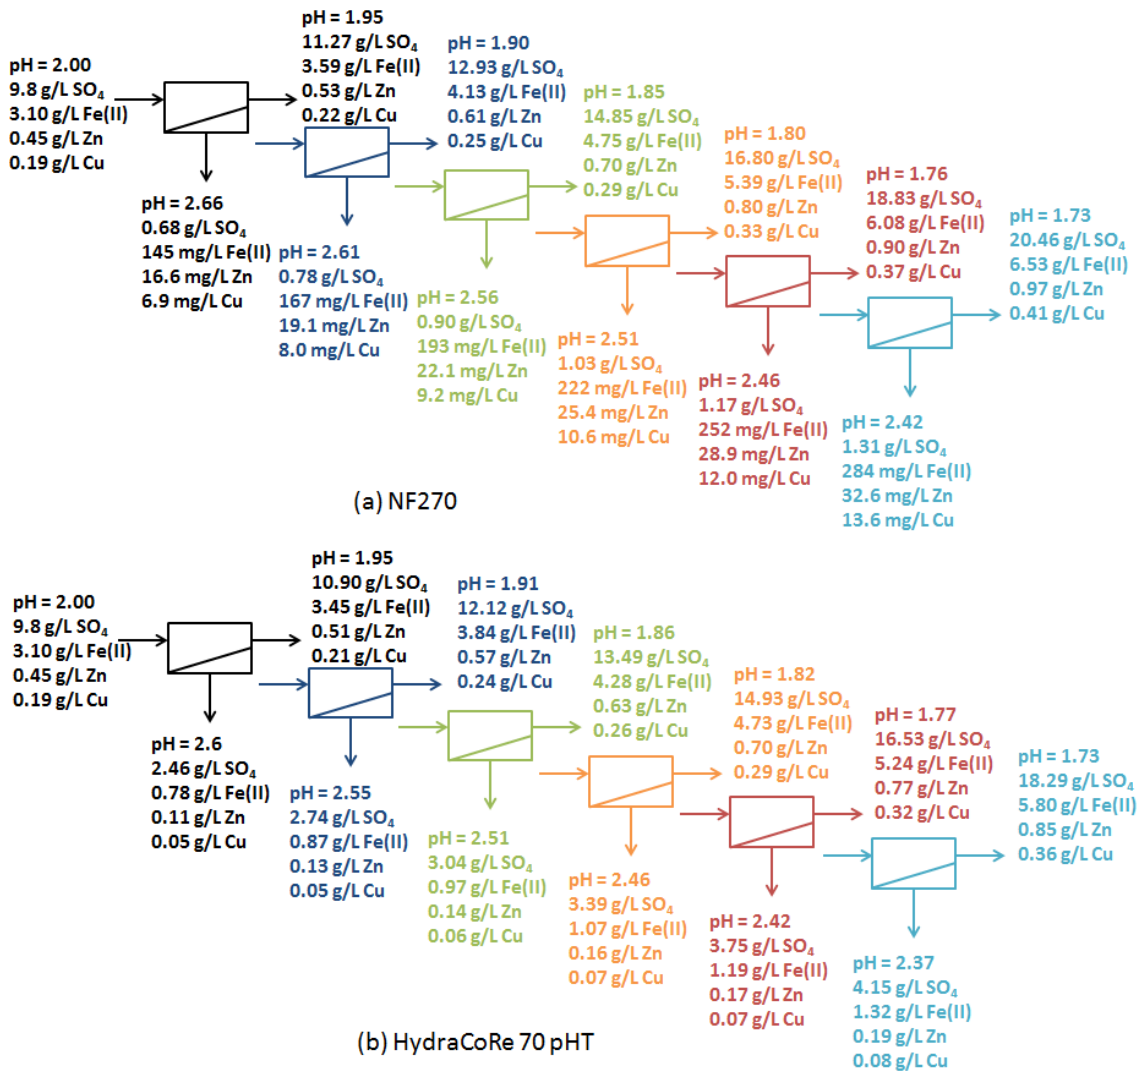 pH = 2.00
9.8 g/L SO₄
3.10 g/L Fe(II)
0.45 g/L Zn
0.19 g/L Cu
pH = 1.95
11.27 g/L SO₄
3.59 g/L Fe(II)
0.53 g/L Zn
0.22 g/L Cu
pH = 2.66
0.68 g/L SO₄
145 mg/L Fe(II)
16.6 mg/L Zn
6.9 mg/L Cu
pH = 1.90
12.93 g/L SO₄
4.13 g/L Fe(II)
0.61 g/L Zn
0.25 g/L Cu
pH = 2.61
0.78 g/L SO₄
167 mg/L Fe(II)
19.1 mg/L Zn
8.0 mg/L Cu
pH = 1.85
14.85 g/L SO₄
4.75 g/L Fe(II)
0.70 g/L Zn
0.29 g/L Cu
pH = 2.56
0.90 g/L SO₄
193 mg/L Fe(II)
22.1 mg/L Zn
9.2 mg/L Cu
pH = 1.80
16.80 g/L SO₄
5.39 g/L Fe(II)
0.80 g/L Zn
0.33 g/L Cu
pH = 2.51
1.03 g/L SO₄
222 mg/L Fe(II)
25.4 mg/L Zn
10.6 mg/L Cu
pH = 1.76
18.83 g/L SO₄
6.08 g/L Fe(II)
0.90 g/L Zn
0.37 g/L Cu
pH = 2.46
1.17 g/L SO₄
252 mg/L Fe(II)
28.9 mg/L Zn
12.0 mg/L Cu
pH = 1.73
20.46 g/L SO₄
6.53 g/L Fe(II)
0.97 g/L Zn
0.41 g/L Cu
pH = 2.42
1.31 g/L SO₄
284 mg/L Fe(II)
32.6 mg/L Zn
13.6 mg/L Cu
(a) NF270
pH = 2.00
9.8 g/L SO₄
3.10 g/L Fe(II)
0.45 g/L Zn
0.19 g/L Cu
pH = 1.95
10.90 g/L SO₄
3.45 g/L Fe(II)
0.51 g/L Zn
0.21 g/L Cu
pH = 2.6
2.46 g/L SO₄
0.78 g/L Fe(II)
0.11 g/L Zn
0.05 g/L Cu
pH = 1.91
12.12 g/L SO₄
3.84 g/L Fe(II)
0.57 g/L Zn
0.24 g/L Cu
pH = 2.55
2.74 g/L SO₄
0.87 g/L Fe(II)
0.13 g/L Zn
0.05 g/L Cu
pH = 1.86
13.49 g/L SO₄
4.28 g/L Fe(II)
0.63 g/L Zn
0.26 g/L Cu
pH = 2.51
3.04 g/L SO₄
0.97 g/L Fe(II)
0.14 g/L Zn
0.06 g/L Cu
pH = 1.82
14.93 g/L SO₄
4.73 g/L Fe(II)
0.70 g/L Zn
0.29 g/L Cu
pH = 2.46
3.39 g/L SO₄
1.07 g/L Fe(II)
0.16 g/L Zn
0.07 g/L Cu
pH = 1.77
16.53 g/L SO₄
5.24 g/L Fe(II)
0.77 g/L Zn
0.32 g/L Cu
pH = 2.42
3.75 g/L SO₄
1.19 g/L Fe(II)
0.17 g/L Zn
0.07 g/L Cu
pH = 1.73
18.29 g/L SO₄
5.80 g/L Fe(II)
0.85 g/L Zn
0.36 g/L Cu
pH = 2.37
4.15 g/L SO₄
1.32 g/L Fe(II)
0.19 g/L Zn
0.08 g/L Cu
(b) HydraCoRe 70 pHT